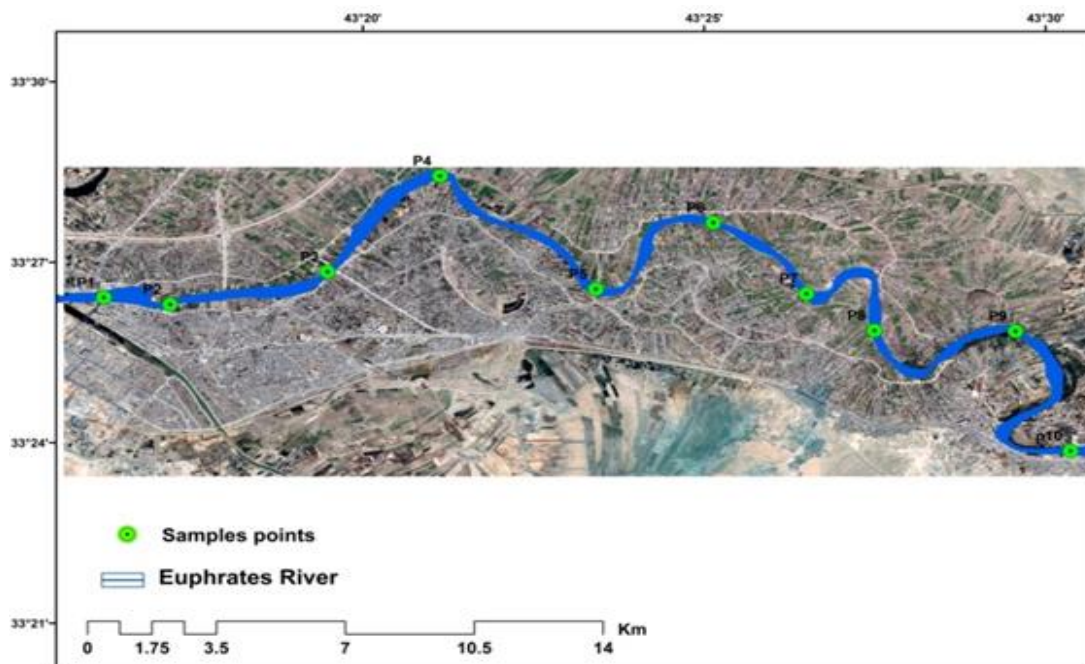 43°20' 43°25' 43°30'
33°30'
P4
P6
33°27'
P3
P5
P1 P2
P7
P8 P9
33°24'
p10
Samples points
Euphrates River
33°21'
Km
0 1.75 3.5 7 10.5 14